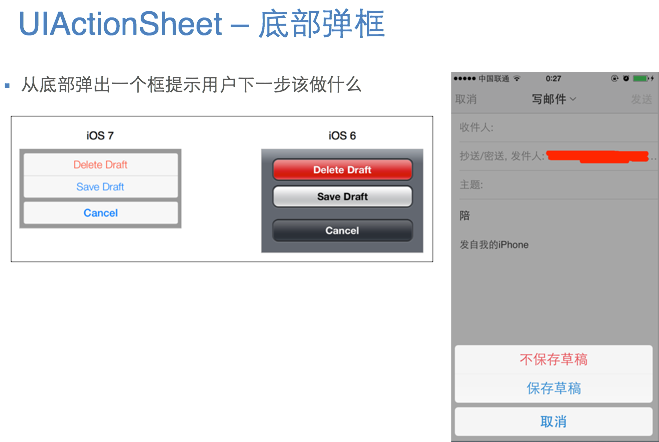 UIActionSheet – 底部弹框
从底部弹出一个框提示用户下一步该做什么
iOS 7
iOS 6
Delete Draft
Save Draft
Cancel
Delete Draft
Save Draft
Cancel
中国联通 0:27
取消 写邮件 发送
收件人:
抄送/密送, 发件人: ...
主题:
陪
发自我的iPhone
不保存草稿
保存草稿
取消